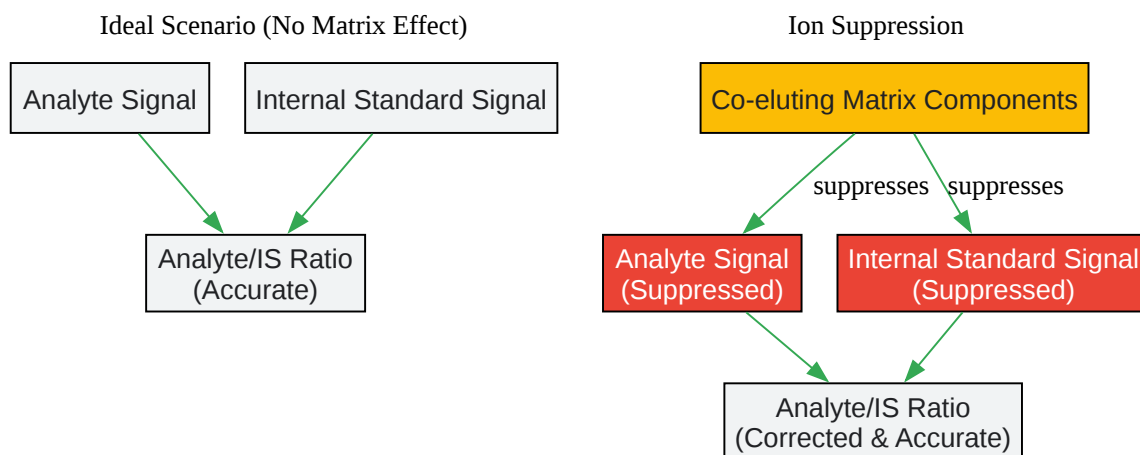 Ideal Scenario (No Matrix Effect)
Analyte Signal
Internal Standard Signal
Analyte/IS Ratio
(Accurate)
Ion Suppression
Co-eluting Matrix Components
suppresses
suppresses
Analyte Signal
(Suppressed)
Internal Standard Signal
(Suppressed)
Analyte/IS Ratio
(Corrected & Accurate)